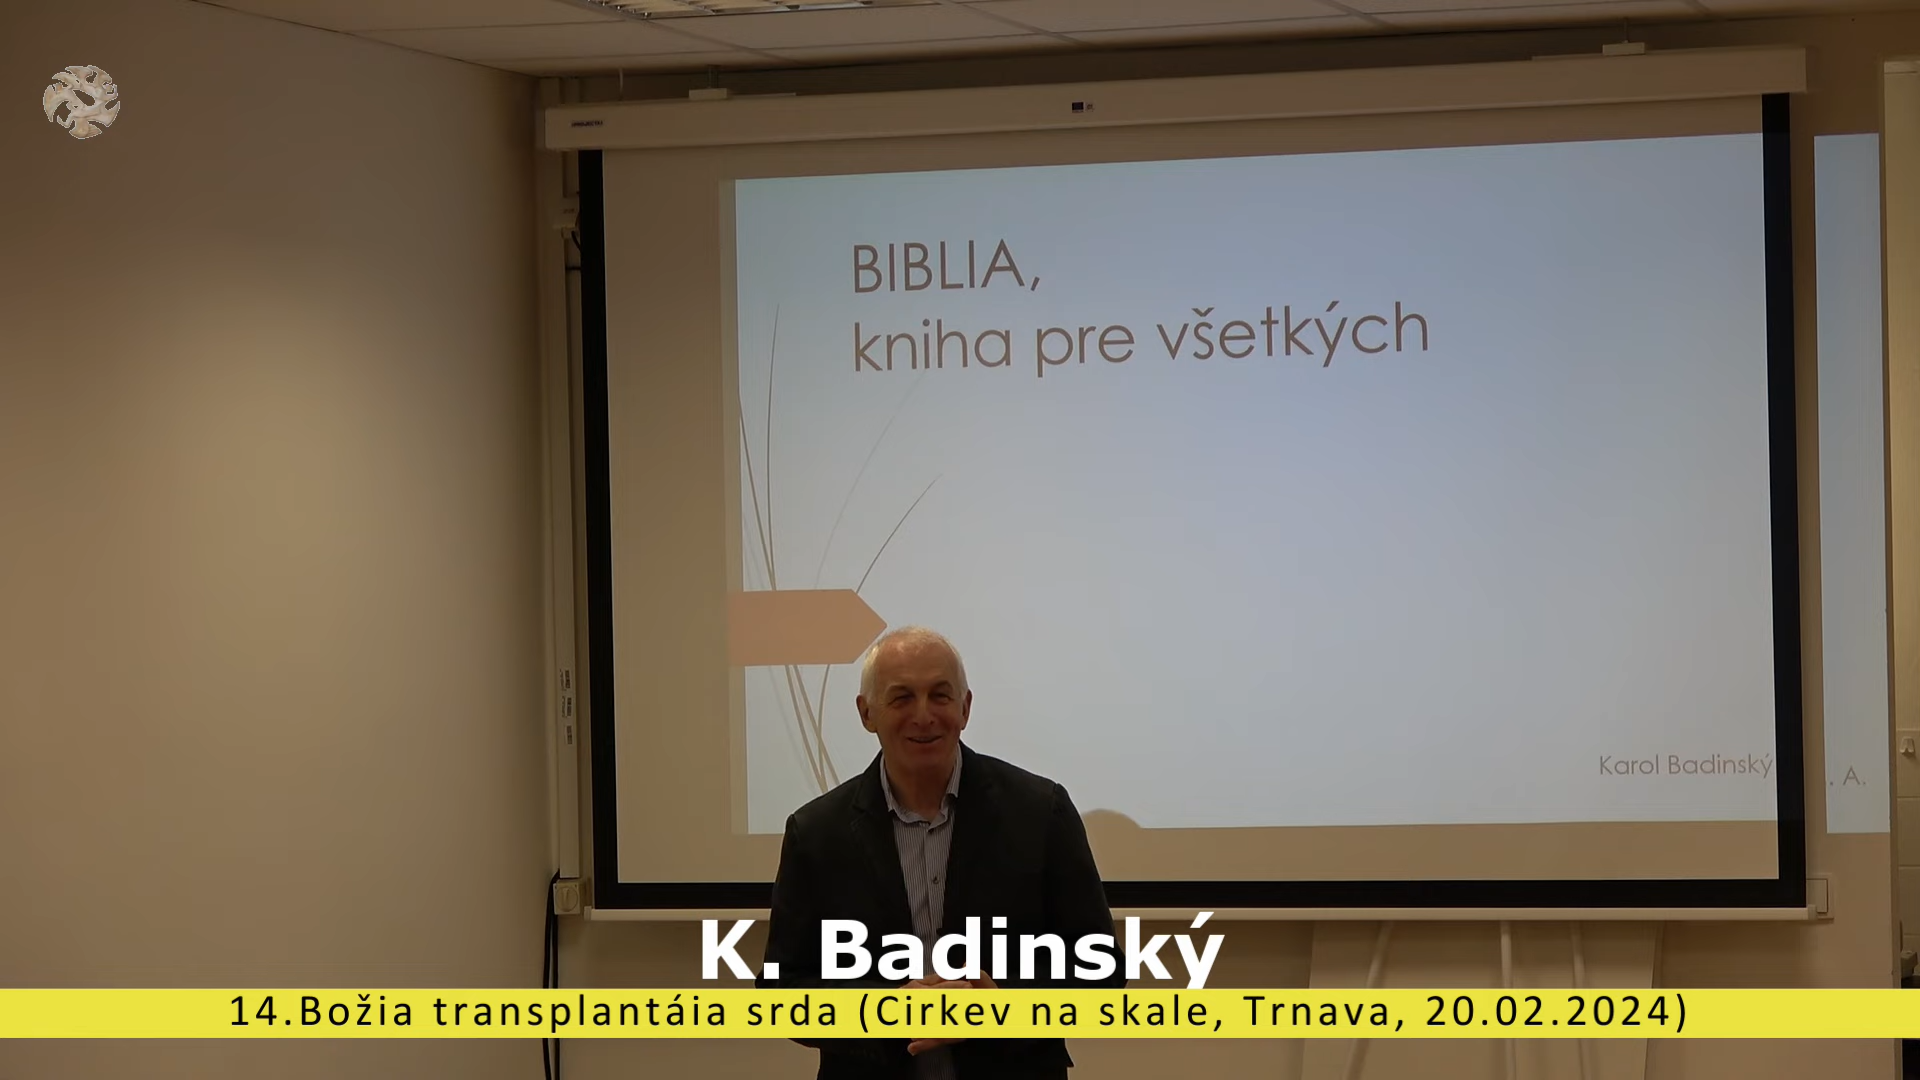 BIBLIA,
kniha pre všetkých
Karol Badinský
. A.
K. Badinský
14.Božia transplantáia srda (Cirkev na skale, Trnava, 20.02.2024)